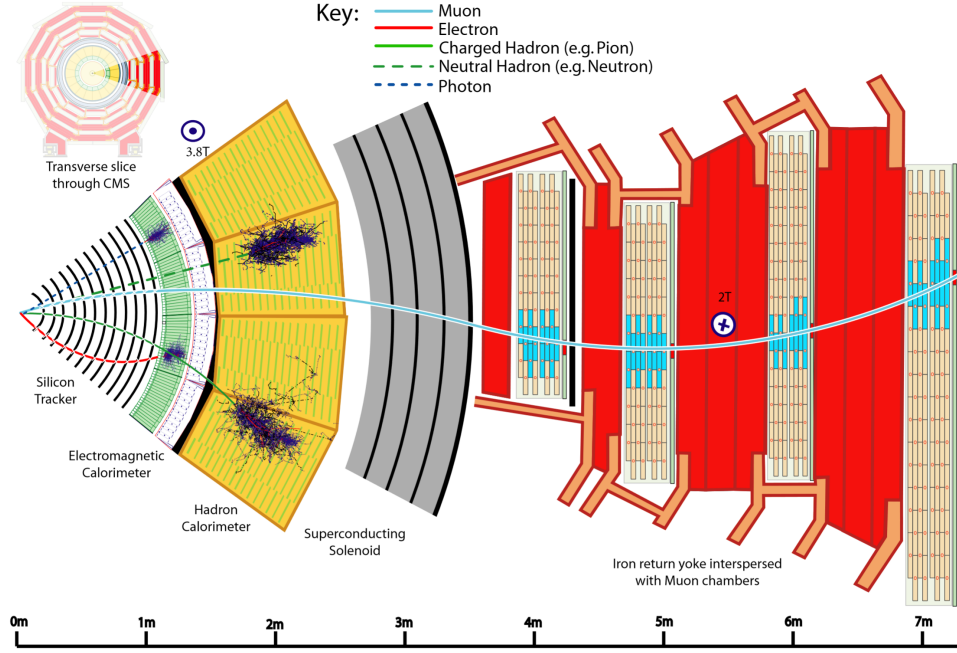 Key:
Muon
Electron
Charged Hadron (e.g. Pion)
Neutral Hadron (e.g. Neutron)
Photon
Transverse slice
through CMS
3.8T
2T
Silicon
Tracker
Electromagnetic
Calorimeter
Hadron
Calorimeter
Superconducting
Solenoid
Iron return yoke interspersed
with Muon chambers
0m 1m 2m 3m 4m 5m 6m 7m